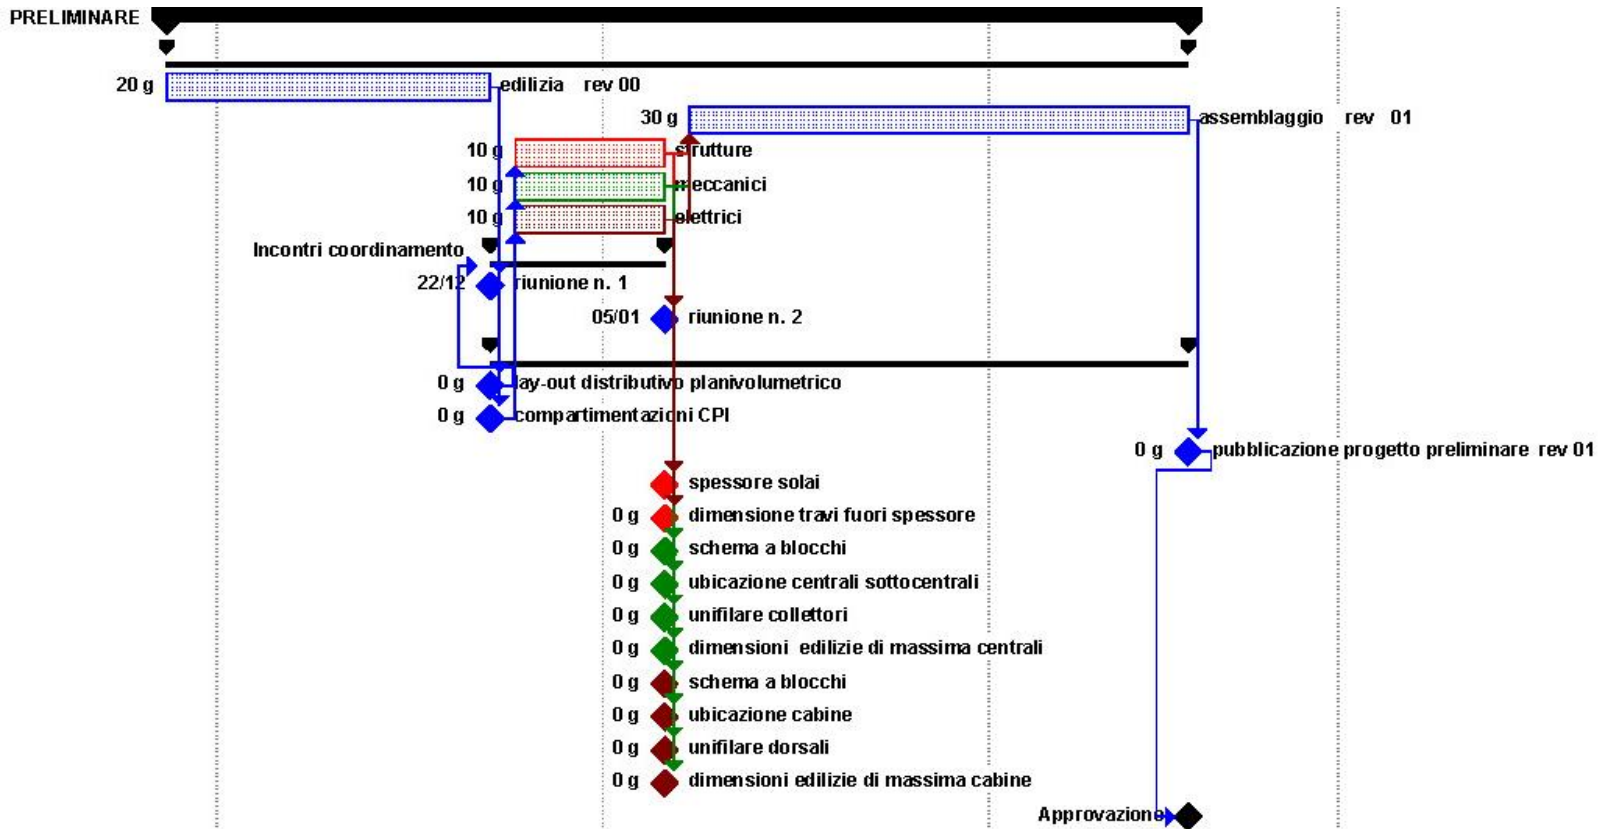 PRELIMINARE
20 g edilizia rev 00
30 g assemblaggio rev 01
10 g strutture
10 g meccanici
10 g elettrici
Incontri coordinamento
22/12 riunione n. 1
05/01 riunione n. 2
0 g lay-out distributivo planivolumetrico
0 g compartimentazioni CPI
0 g pubblicazione progetto preliminare rev 01
spessore solai
0 g dimensione travi fuori spessore
0 g schema a blocchi
0 g ubicazione centrali sottocentrali
0 g unifilare collettori
0 g dimensioni edilizie di massima centrali
0 g schema a blocchi
0 g ubicazione cabine
0 g unifilare dorsali
0 g dimensioni edilizie di massima cabine
Approvazione